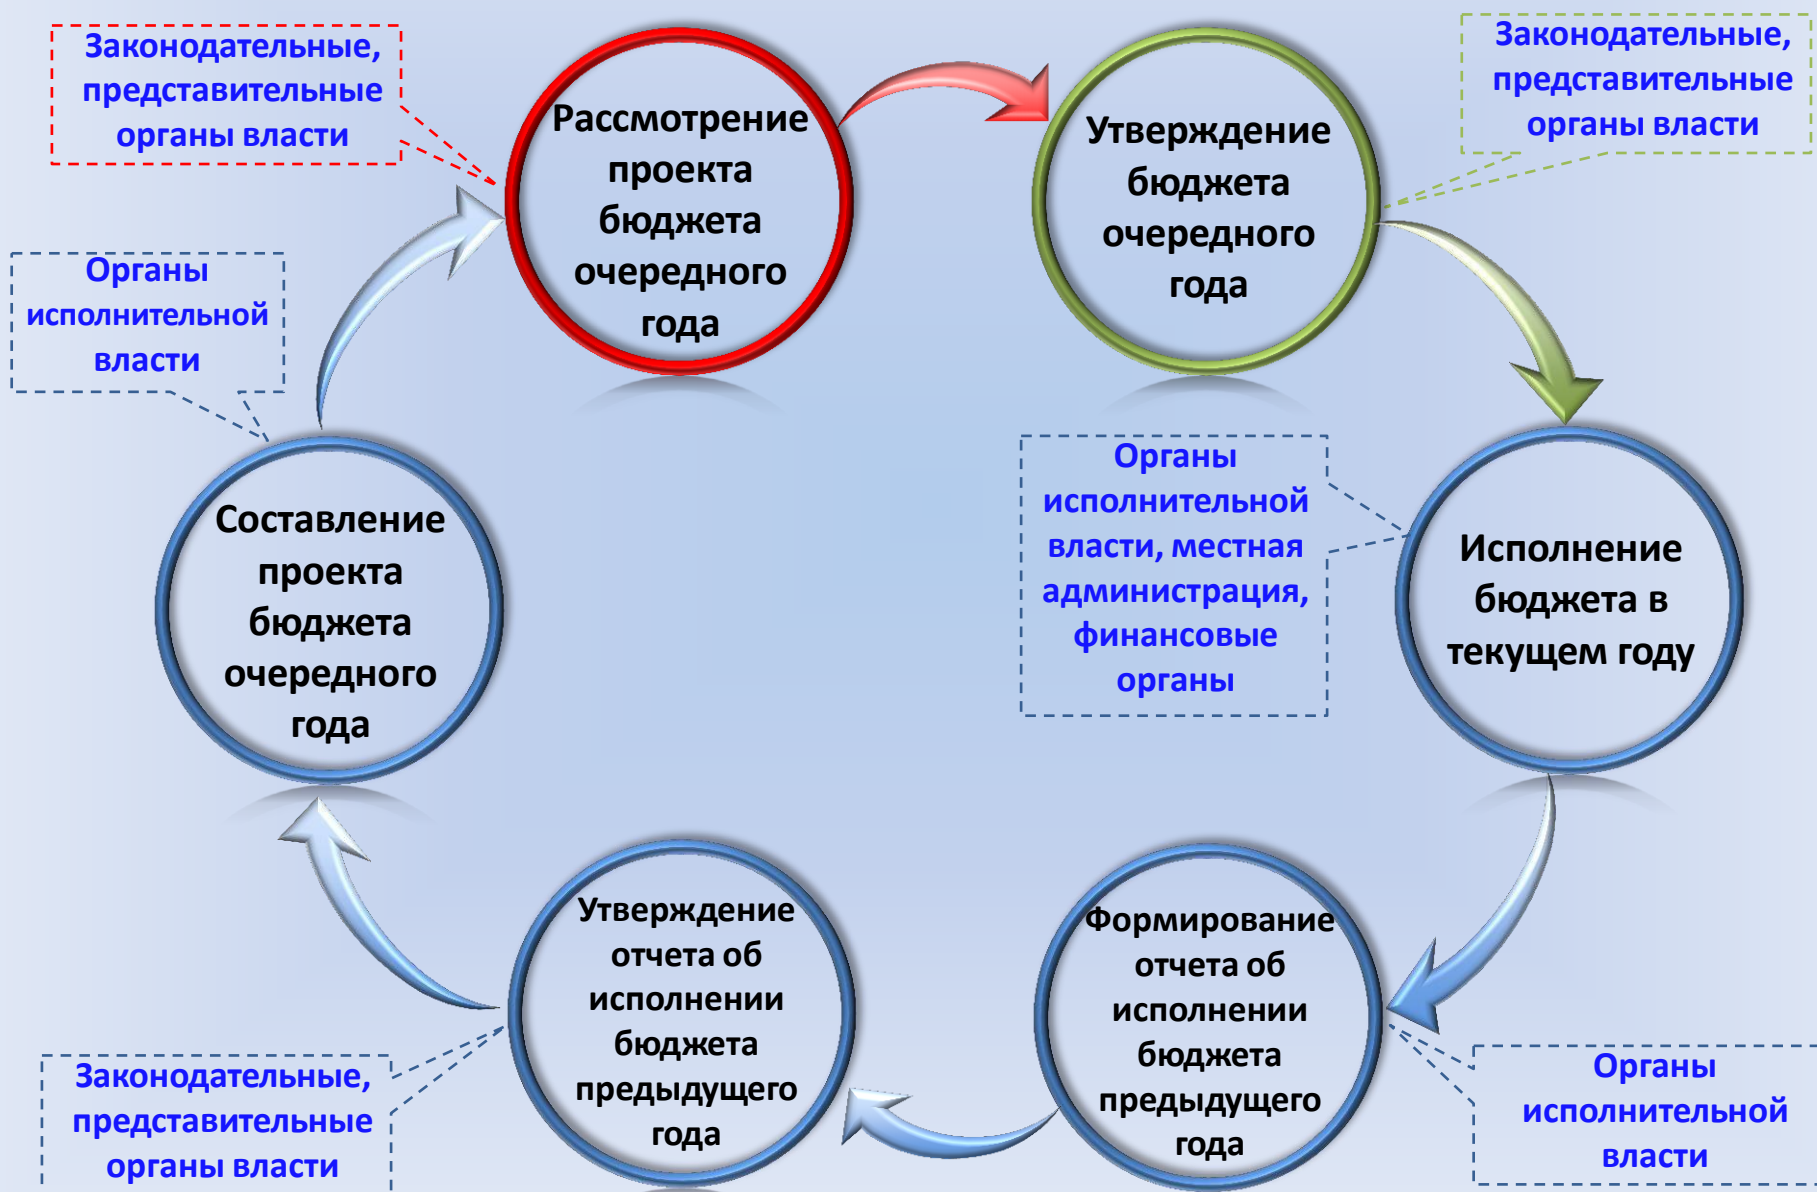 Законодательные,
представительные
органы власти
Рассмотрение
проекта
бюджета
очередного
года
Утверждение
бюджета
очередного
года
Законодательные,
представительные
органы власти
Органы
исполнительной
власти
Составление
проекта
бюджета
очередного
года
Органы
исполнительной
власти, местная
администрация,
финансовые
органы
Исполнение
бюджета в
текущем году
Утверждение
отчета об
исполнении
бюджета
предыдущего
года
Формирование
отчета об
исполнении
бюджета
предыдущего
года
Законодательные,
представительные
органы власти
Органы
исполнительной
власти